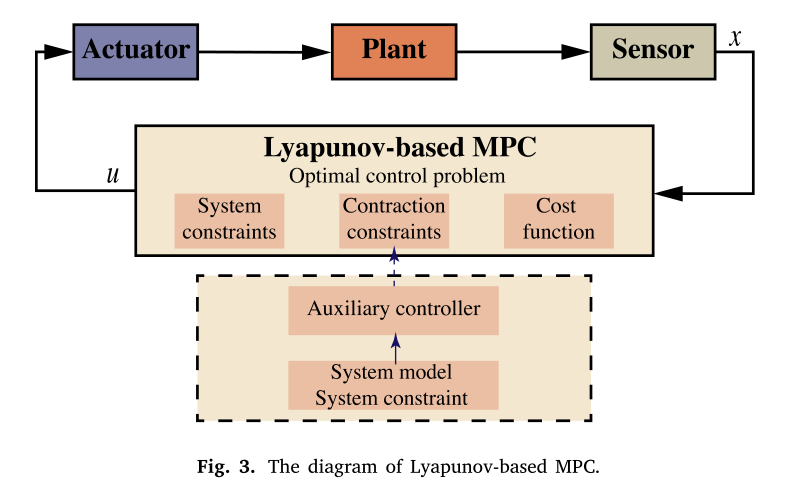 Actuator
Plant
Sensor
x
u
Lyapunov-based MPC
Optimal control problem
System
constraints
Contraction
constraints
Cost
function
Auxiliary controller
System model
System constraint
Fig. 3. The diagram of Lyapunov-based MPC.